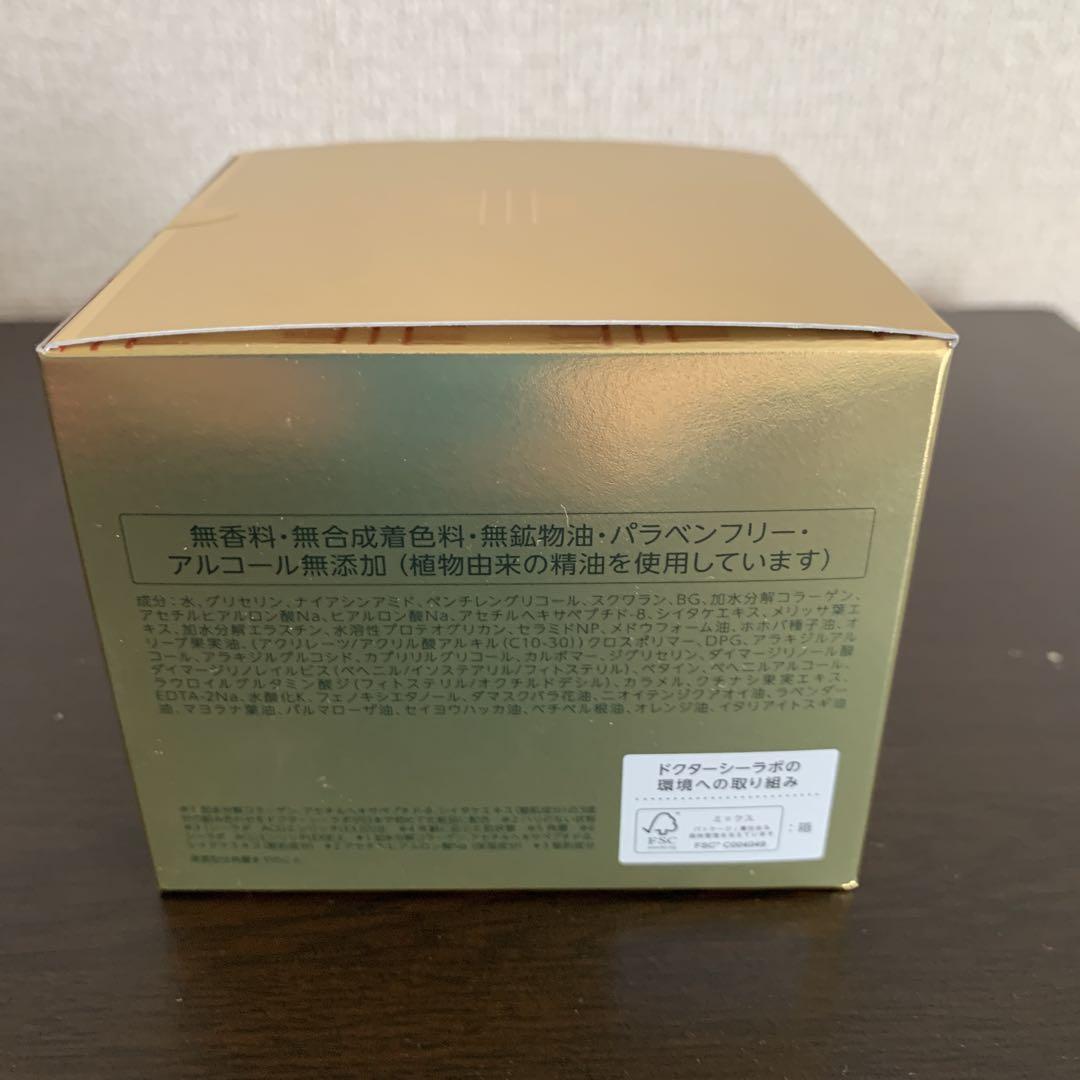 無香料・無合成着色料・無鉱物油・パラベンフリー・
アルコール無添加（植物由来の精油を使用しています）
成分：水、グリセリン、ナイアシンアミド、ペンチレングリコール、スクワラン、BG、加水分解コラーゲン、
アセチルヒアルロン酸Na、ヒアルロン酸Na、アセチルヘキサペプチド-8、シイタケエキス、メリッサ葉エ
キス、加水分解エラスチン、水溶性プロテオグリカン、セラミドNP、メドウフォーム油、ホホバ種子油、オ
リーブ果実油、（アクリレーツ/アクリル酸アルキル（C10-30））クロスポリマー、DPG、アラキジルアル
コール、アラキジルグルコシド、カプリリルグリコール、カルボマー、ジグリセリン、ダイマージリノール酸
ダイマージリノレイルビス（ベヘニル/イソステアリル/フィトステリル）、ベタイン、ベヘニルアルコール、
ラウロイルグルタミン酸ジ（フィトステリル/オクチルドデシル）、カラメル、クチナシ果実エキス、
EDTA-2Na、水酸化K、フェノキシエタノール、ダマスクバラ花油、ニオイテンジクアオイ油、ラベンダー
油、マヨラナ葉油、パルマローザ油、セイヨウハッカ油、ベチベル根油、オレンジ油、イタリアイトスギ油
ドクターシーラボの
環境への取り組み
ミックス
FSC
FSC® C004049
：箱